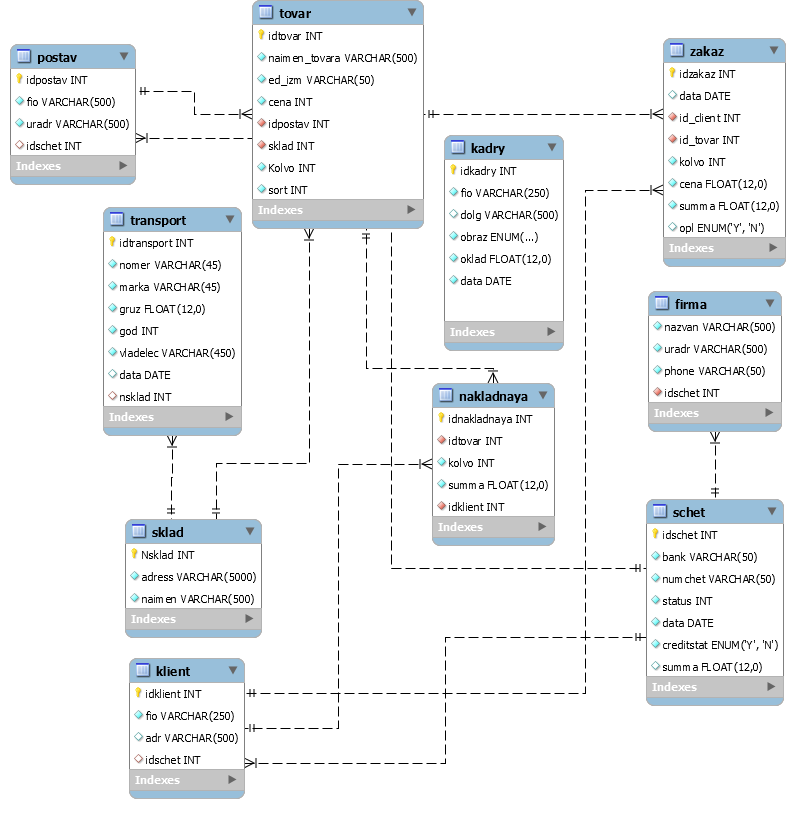 tovar
idtovar INT
naimen_tovara VARCHAR(500)
ed_izm VARCHAR(50)
cena INT
idpostav INT
sklad INT
Kolvo INT
sort INT
Indexes
postav
idpostav INT
fio VARCHAR(500)
uradr VARCHAR(500)
idschet INT
Indexes
zakaz
idzakaz INT
data DATE
id_client INT
id_tovar INT
kolvo INT
cena FLOAT(12,0)
summa FLOAT(12,0)
opl ENUM('Y', 'N')
Indexes
kadry
idkadry INT
fio VARCHAR(250)
dolg VARCHAR(500)
obraz ENUM(...)
oklad FLOAT(12,0)
data DATE
Indexes
transport
idtransport INT
nomer VARCHAR(45)
marka VARCHAR(45)
gruz FLOAT(12,0)
god INT
vladelec VARCHAR(450)
data DATE
nsklad INT
Indexes
firma
nazvan VARCHAR(500)
uradr VARCHAR(500)
phone VARCHAR(50)
idschet INT
Indexes
nakladnaya
idnakladnaya INT
idtovar INT
kolvo INT
summa FLOAT(12,0)
idklient INT
Indexes
schet
idschet INT
bank VARCHAR(50)
numchet VARCHAR(50)
status INT
data DATE
creditstat ENUM('Y', 'N')
summa FLOAT(12,0)
Indexes
sklad
Nsklad INT
adress VARCHAR(5000)
naimen VARCHAR(500)
Indexes
klient
idklient INT
fio VARCHAR(250)
adr VARCHAR(500)
idschet INT
Indexes